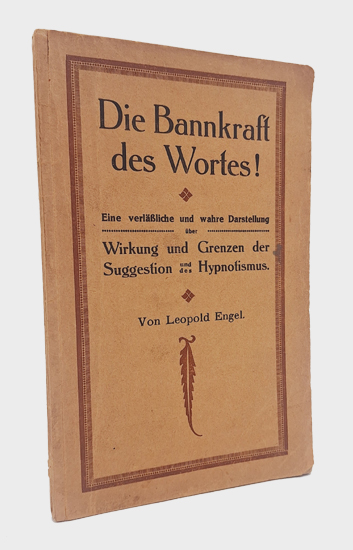 Die Bannkraft
des Wortes!
Eine verläßliche und wahre Darstellung
über
Wirkung und Grenzen der
Suggestion und des Hypnotismus.
Von Leopold Engel.